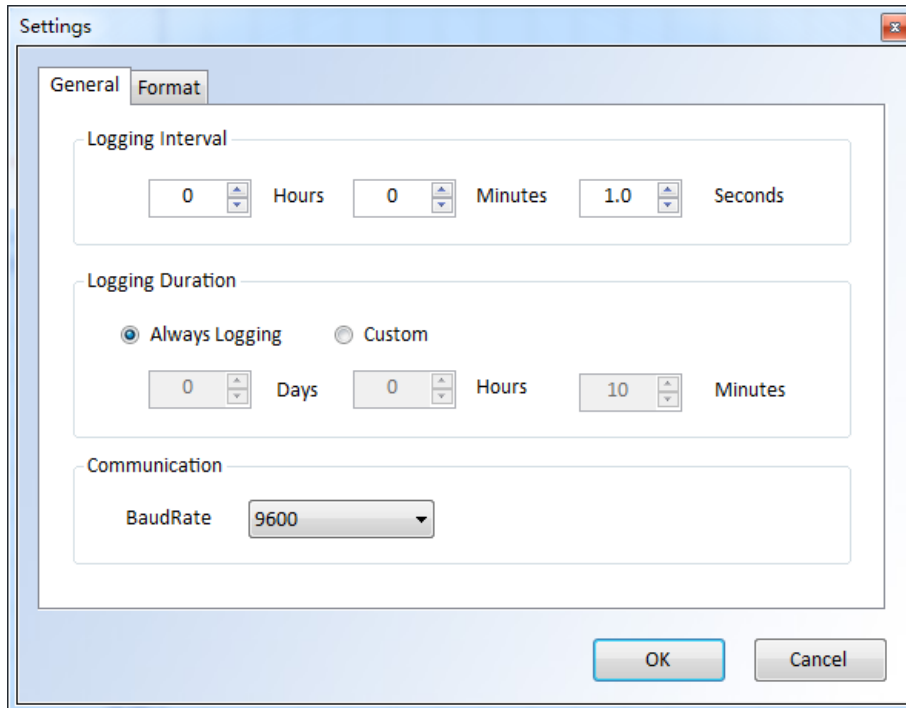 Settings
General Format
Logging Interval
0 Hours 0 Minutes 1.0 Seconds
Logging Duration
Always Logging Custom
0 Days 0 Hours 10 Minutes
Communication
BaudRate 9600
OK Cancel